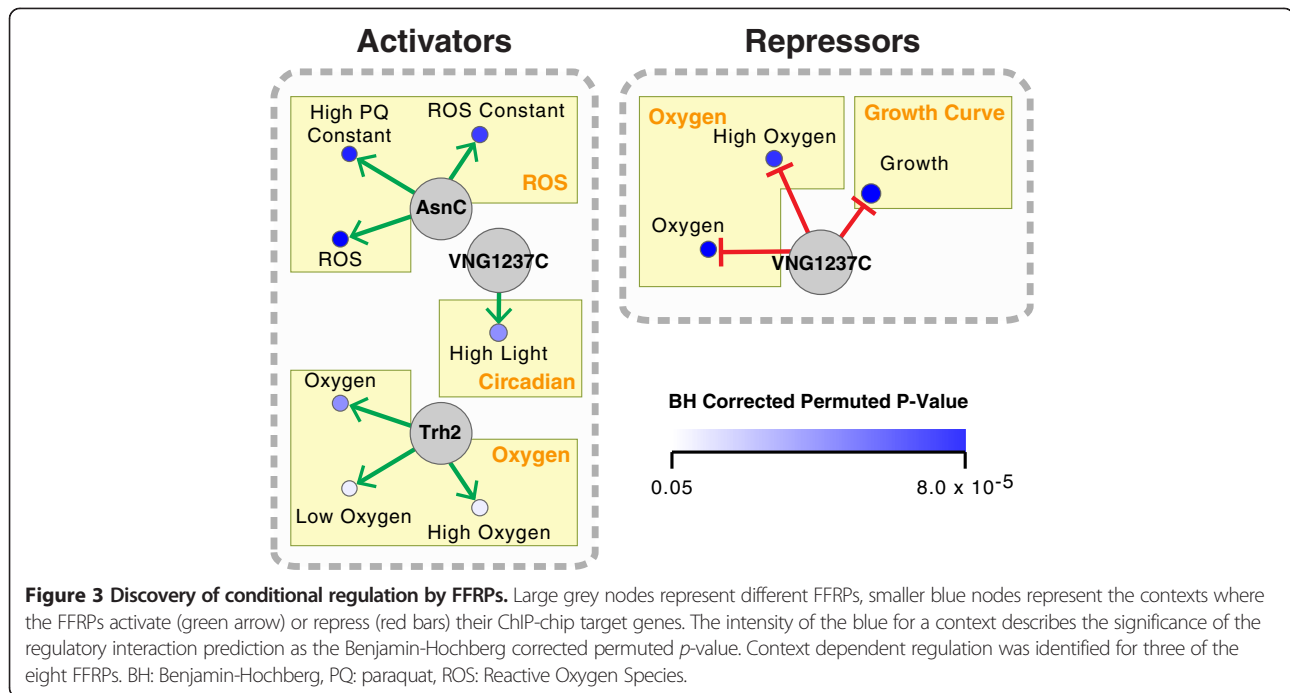 Activators
High PQ
Constant
ROS Constant
ROS
AsnC
ROS
VNG1237C
High Light
Circadian
Oxygen
Trh2
Oxygen
Low Oxygen
High Oxygen
Repressors
Oxygen
High Oxygen
Growth Curve
Growth
Oxygen
VNG1237C
BH Corrected Permuted P-Value
0.05
8.0 x 10-5
Figure 3 Discovery of conditional regulation by FFRPs. Large grey nodes represent different FFRPs, smaller blue nodes represent the contexts where
the FFRPs activate (green arrow) or repress (red bars) their ChIP-chip target genes. The intensity of the blue for a context describes the significance of the
regulatory interaction prediction as the Benjamin-Hochberg corrected permuted p-value. Context dependent regulation was identified for three of the
eight FFRPs. BH: Benjamin-Hochberg, PQ: paraquat, ROS: Reactive Oxygen Species.